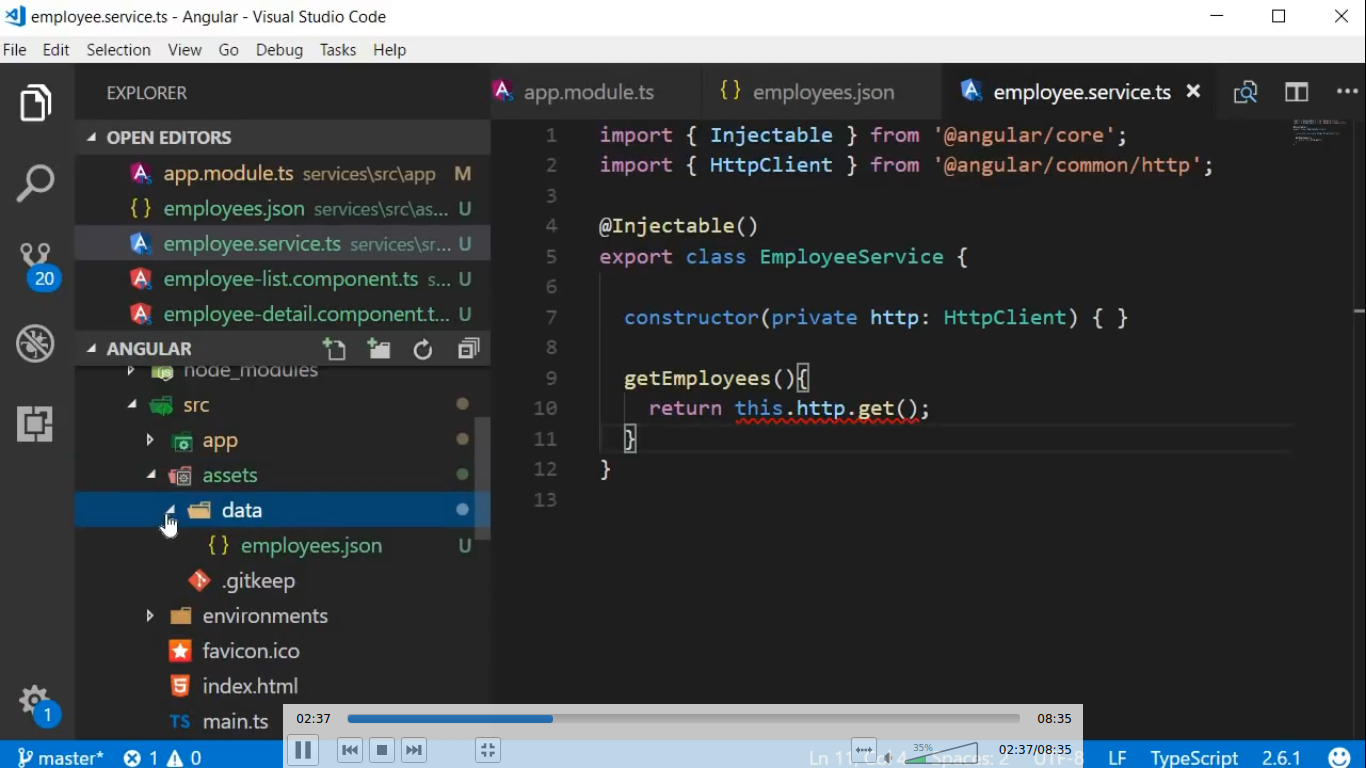 employee.service.ts - Angular - Visual Studio Code
File Edit Selection View Go Debug Tasks Help
EXPLORER
OPEN EDITORS
app.module.ts services\src\app M
{ } employees.json services\src\as... U
employee.service.ts services\sr... U
employee-list.component.ts s... U
employee-detail.component.t... U
ANGULAR
node_modules
src
app
assets
data
{ } employees.json U
.gitkeep
environments
favicon.ico
index.html
TS main.ts
20
1
app.module.ts { } employees.json employee.service.ts
1 import { Injectable } from '@angular/core';
2 import { HttpClient } from '@angular/common/http';
3
4 @Injectable()
5 export class EmployeeService {
6
7 constructor(private http: HttpClient) { }
8
9 getEmployees(){
10 return this.http.get();
11 }
12 }
13
02:37 08:35
35% 02:37/08:35
master* 1 0 Ln 11, Col 4 Spaces: 2 UTF-8 LF TypeScript 2.6.1